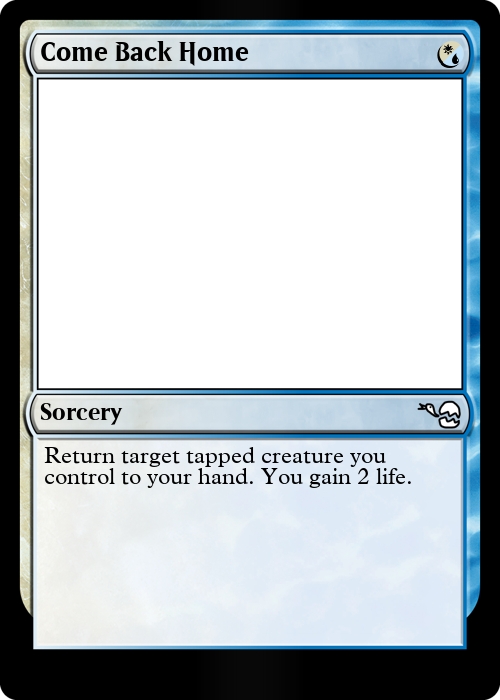 Come Back Home
Sorcery
Return target tapped creature you
control to your hand. You gain 2 life.